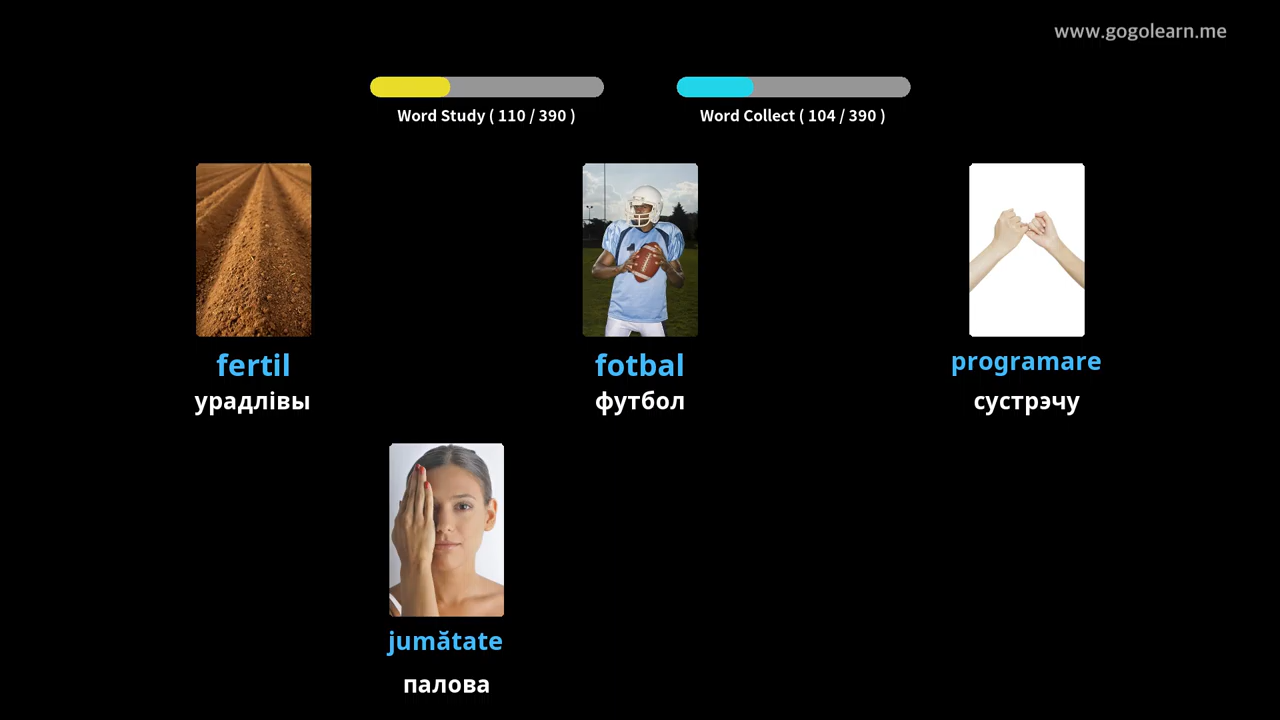 www.gogolearn.me
Word Study ( 110 / 390 )
Word Collect ( 104 / 390 )
fertil
урадлівы
fotbal
футбол
programare
сустрэчу
jumătate
палова